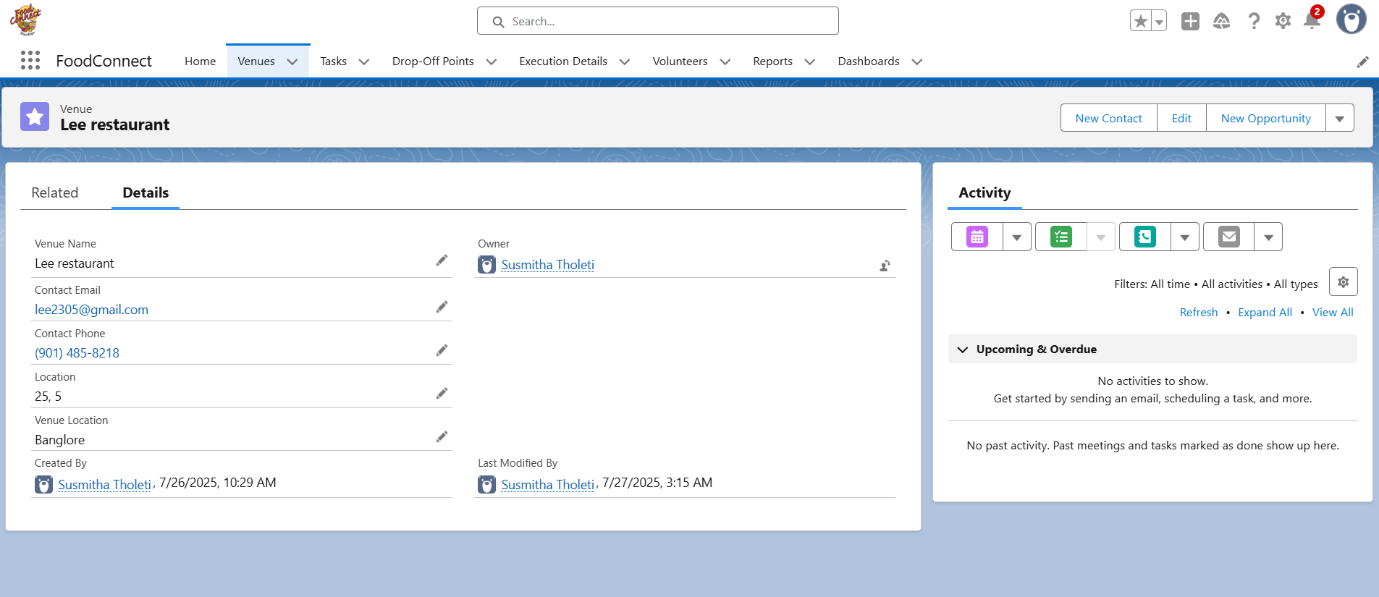 Food
Connect
Search...
2
FoodConnect
Home
Venues
Tasks
Drop-Off Points
Execution Details
Volunteers
Reports
Dashboards
Venue
Lee restaurant
New Contact
Edit
New Opportunity
Related
Details
Venue Name
Lee restaurant
Owner
Susmitha Tholeti
Contact Email
lee2305@gmail.com
Contact Phone
(901) 485-8218
Location
25, 5
Venue Location
Banglore
Created By
Susmitha Tholeti, 7/26/2025, 10:29 AM
Last Modified By
Susmitha Tholeti, 7/27/2025, 3:15 AM
Activity
Filters: All time • All activities • All types
Refresh • Expand All • View All
Upcoming & Overdue
No activities to show.
Get started by sending an email, scheduling a task, and more.
No past activity. Past meetings and tasks marked as done show up here.